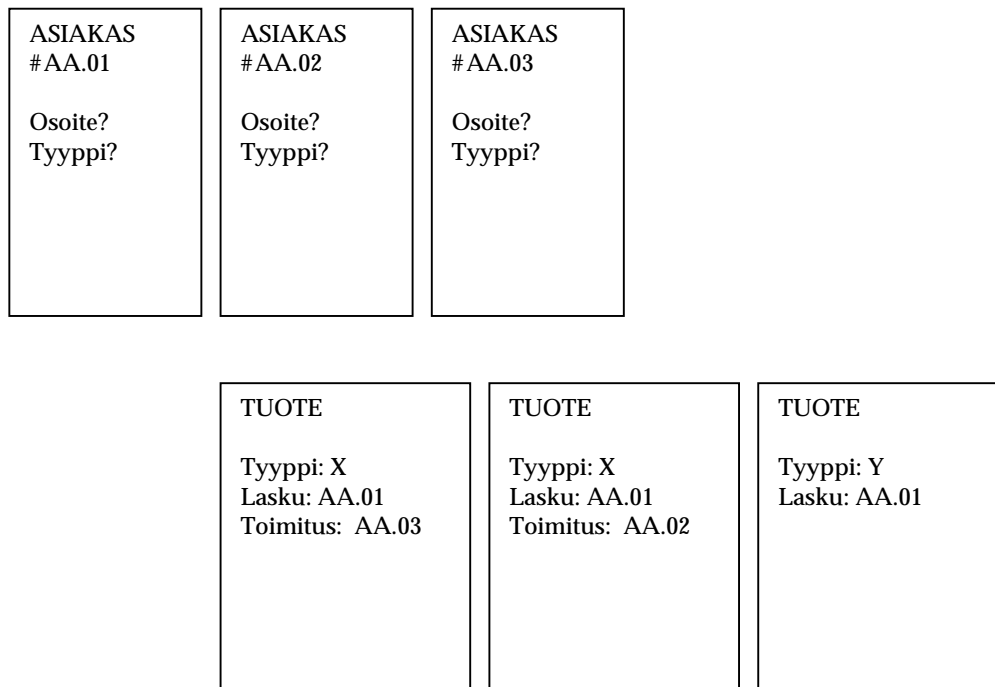 ASIAKAS
#AA.01
Osoite?
Tyyppi?
ASIAKAS
#AA.02
Osoite?
Tyyppi?
ASIAKAS
#AA.03
Osoite?
Tyyppi?
TUOTE
Tyyppi: X
Lasku: AA.01
Toimitus: AA.03
TUOTE
Tyyppi: X
Lasku: AA.01
Toimitus: AA.02
TUOTE
Tyyppi: Y
Lasku: AA.01